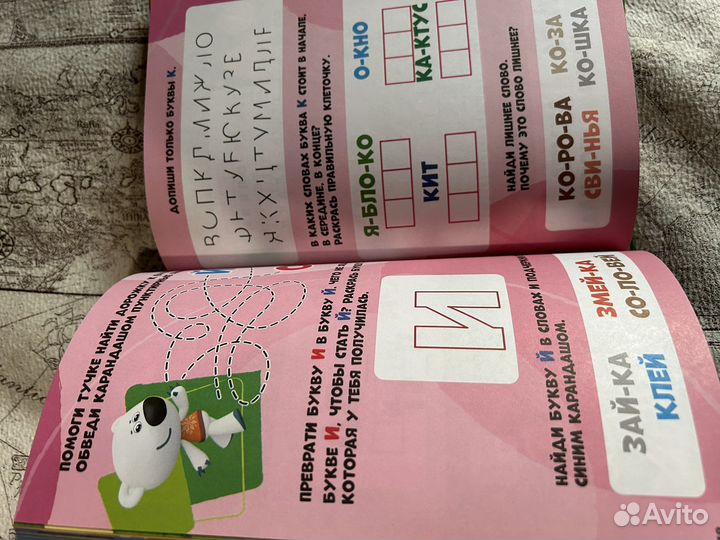 ПОМОГИ ТУЧКЕ НАЙТИ ДОРОЖКУ
ОБВЕДИ КАРАНДАШОМ
ПРЕВРАТИ БУКВУ И В БУКВУ Й. ЧЕГО
БУКВЕ И, ЧТОБЫ СТАТЬ Й? РАСКРАСЬ
КОТОРАЯ У ТЕБЯ ПОЛУЧИЛАСЬ.
И
НАЙДИ БУКВУ Й В СЛОВАХ И
СИНИМ КАРАНДАШОМ.
ЗАЙ-КА ЗМЕЙ-КА
КЛЕЙ СО-ЛО-ВЕЙ
ДОПИШИ ТОЛЬКО БУКВЫ К.
В КАКИХ СЛОВАХ БУКВА К СТОИТ В НАЧАЛЕ,
В СЕРЕДИНЕ, В КОНЦЕ?
РАСКРАСЬ ПРАВИЛЬНУЮ КЛЕТОЧКУ.
Я-БЛО-КО О-КНО
КИТ КА-КТУС
НАЙДИ ЛИШНЕЕ СЛОВО.
ПОЧЕМУ ЭТО СЛОВО ЛИШНЕЕ?
КО-РО-ВА КО-ЗА
СВИ-НЬЯ КО-ШКА
Avito